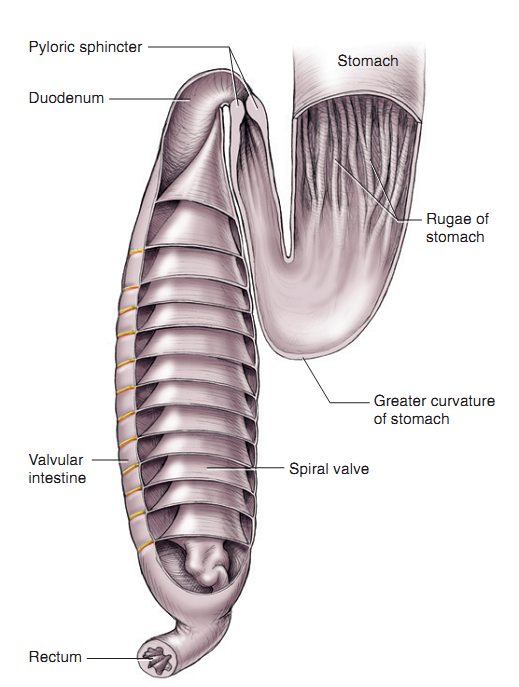 Pyloric sphincter
Stomach
Duodenum
Rugae of
stomach
Greater curvature
of stomach
Valvular
intestine
Spiral valve
Rectum